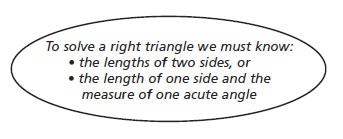 To solve a right triangle we must know:
• the lengths of two sides, or
• the length of one side and the
measure of one acute angle